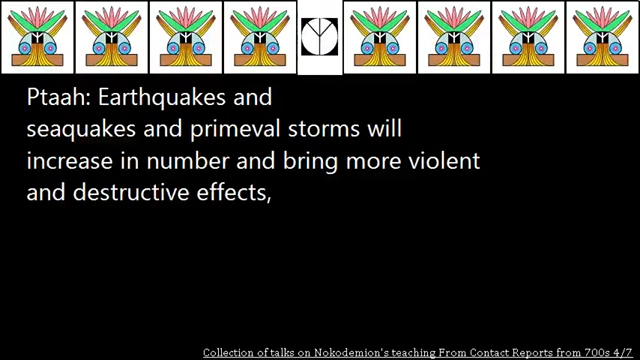 Ptaah: Earthquakes and
seaquakes and primeval storms will
increase in number and bring more violent
and destructive effects,
Collection of talks on Nokodemion's teaching From Contact Reports from 700s 4/7